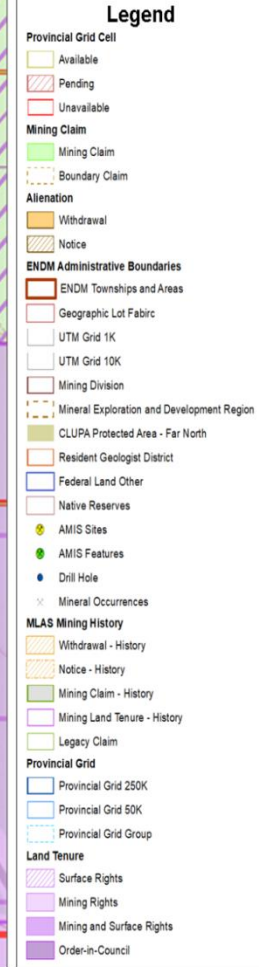 Legend
Provincial Grid Cell
Available
Pending
Unavailable
Mining Claim
Mining Claim
Boundary Claim
Alienation
Withdrawal
Notice
ENDM Administrative Boundaries
ENDM Townships and Areas
Geographic Lot Fabirc
UTM Grid 1K
UTM Grid 10K
Mining Division
Mineral Exploration and Development Region
CLUPA Protected Area - Far North
Resident Geologist District
Federal Land Other
Native Reserves
AMIS Sites
AMIS Features
Drill Hole
Mineral Occurrences
MLAS Mining History
Withdrawal - History
Notice - History
Mining Claim - History
Mining Land Tenure - History
Legacy Claim
Provincial Grid
Provincial Grid 250K
Provincial Grid 50K
Provincial Grid Group
Land Tenure
Surface Rights
Mining Rights
Mining and Surface Rights
Order-in-Council